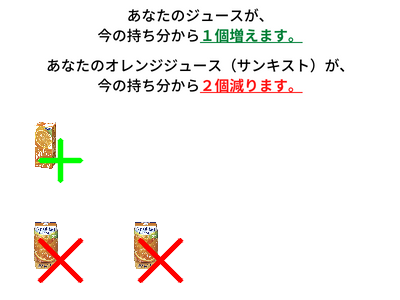 あなたのジュースが、
今の持ち分から１個増えます。
あなたのオレンジジュース（サンキスト）が、
今の持ち分から２個減ります。